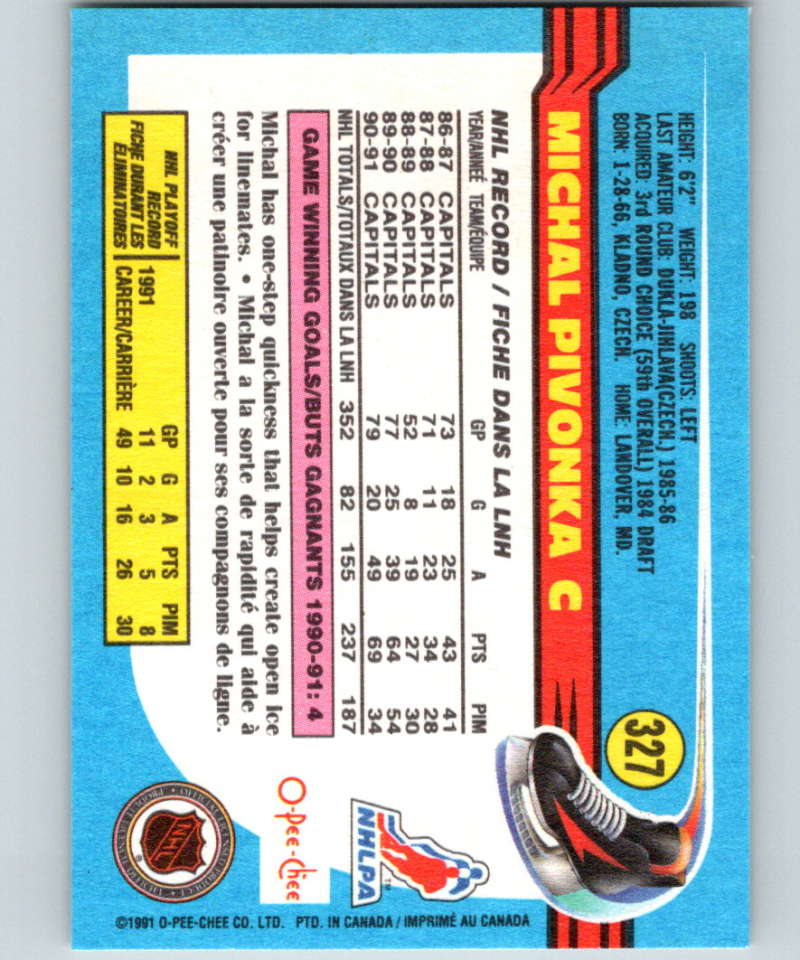 HEIGHT: 6'2" WEIGHT: 198 SHOOTS: LEFT
LAST AMATEUR CLUB: DUKLA-JIHLAVA(CZECH.) 1985-86
ACQUIRED: 3rd ROUND CHOICE (59th OVERALL) 1984 DRAFT
BORN: 1-28-66, KLADNO, CZECH. HOME: LANDOVER, MD.
327
MICHAL PIVONKA C
NHL RECORD / FICHE DANS LA LNH
YEAR/ANNÉE TEAM/ÉQUIPE GP G A PTS PIM
86-87 CAPITALS 73 18 25 43 41
87-88 CAPITALS 71 11 23 34 28
88-89 CAPITALS 52 8 19 27 30
89-90 CAPITALS 77 25 39 64 54
90-91 CAPITALS 79 20 49 69 34
NHL TOTALS/TOTAUX DANS LA LNH 352 82 155 237 187
GAME WINNING GOALS/BUTS GAGNANTS 1990-91: 4
Michal has one-step quickness that helps create open ice
for linemates. • Michal a la sorte de rapidité qui aide à
créer une patinoire ouverte pour ses compagnons de ligne.
NHL PLAYOFF
RECORD
FICHE DURANT LES
ÉLIMINATOIRES
GP G A PTS PIM
1991 11 2 3 5 8
CAREER/CARRIÈRE 49 10 16 26 30
NHLPA
TM
O-Pee-Chee
NHL
®
©1991 O-PEE-CHEE CO. LTD. PTD. IN CANADA / IMPRIMÉ AU CANADA